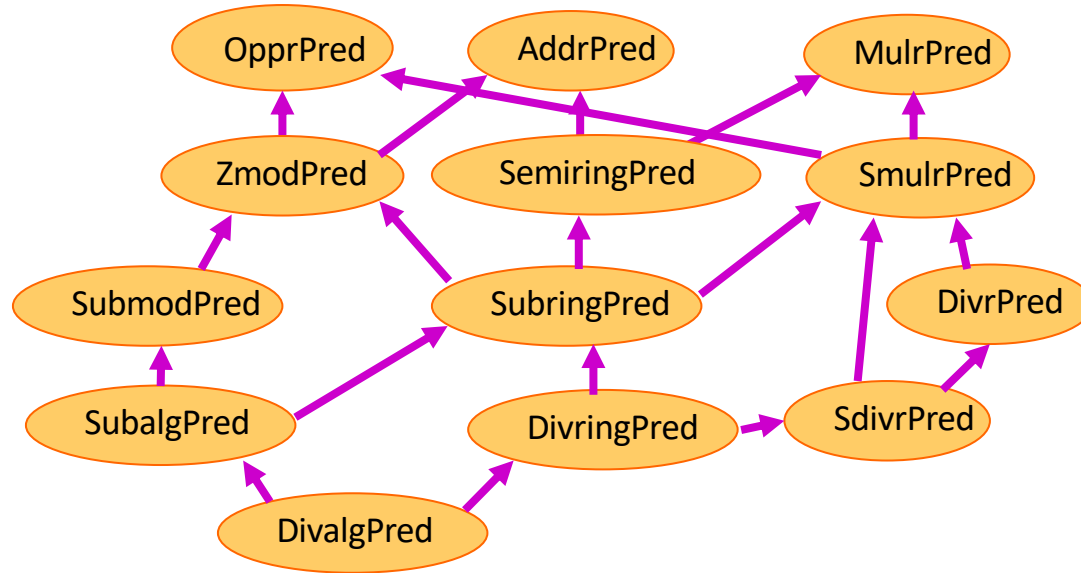 OpprPred
AddrPred
MulrPred
ZmodPred
SemiringPred
SmulrPred
SubmodPred
SubringPred
DivrPred
SubalgPred
DivringPred
SdivrPred
DivalgPred